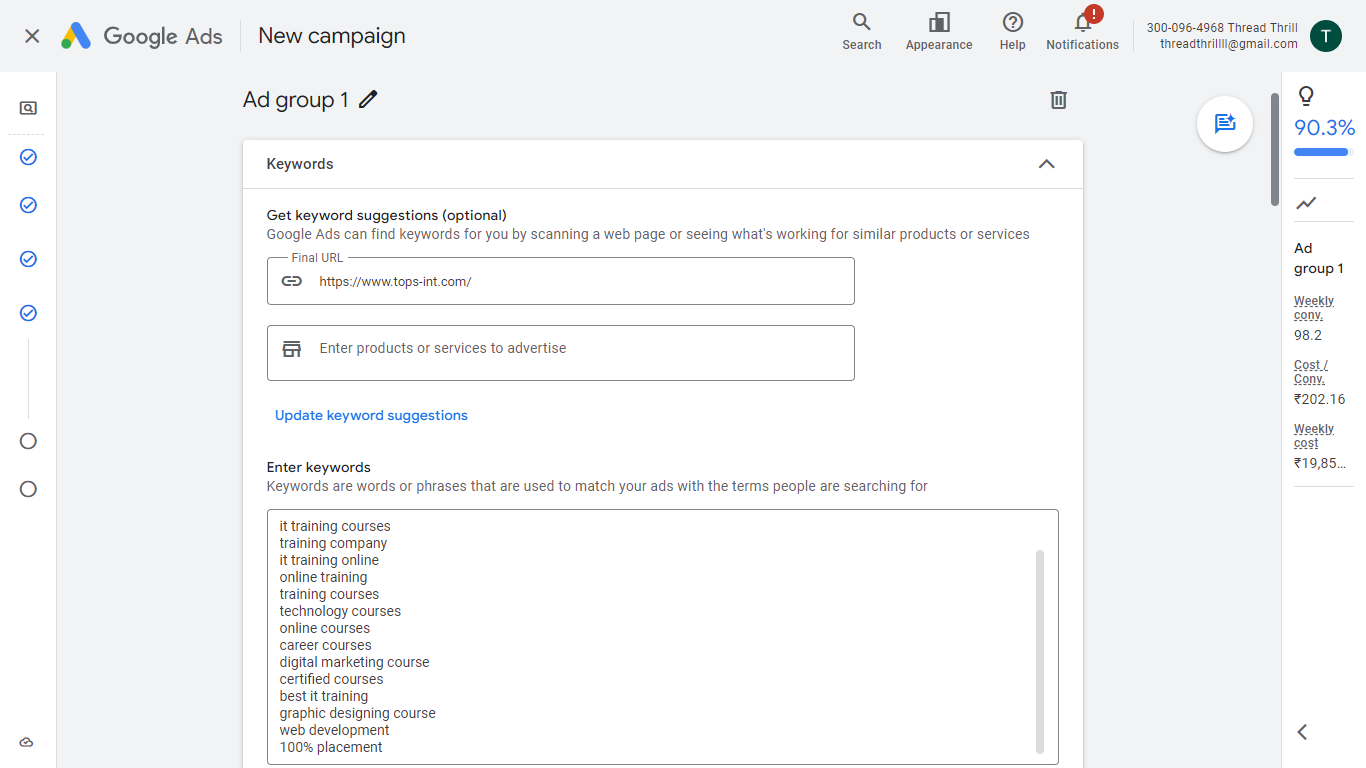 Google Ads
New campaign
Search
Appearance
Help
!
Notifications
300-096-4968 Thread Thrill
threadthrillll@gmail.com
T
Ad group 1
Keywords
Get keyword suggestions (optional)
Google Ads can find keywords for you by scanning a web page or seeing what's working for similar products or services
Final URL
https://www.tops-int.com/
Enter products or services to advertise
Update keyword suggestions
Enter keywords
Keywords are words or phrases that are used to match your ads with the terms people are searching for
it training courses
training company
it training online
online training
training courses
technology courses
online courses
career courses
digital marketing course
certified courses
best it training
graphic designing course
web development
100% placement
90.3%
Ad
group 1
Weekly
conv.
98.2
Cost /
Conv.
₹202.16
Weekly
cost
₹19,85...